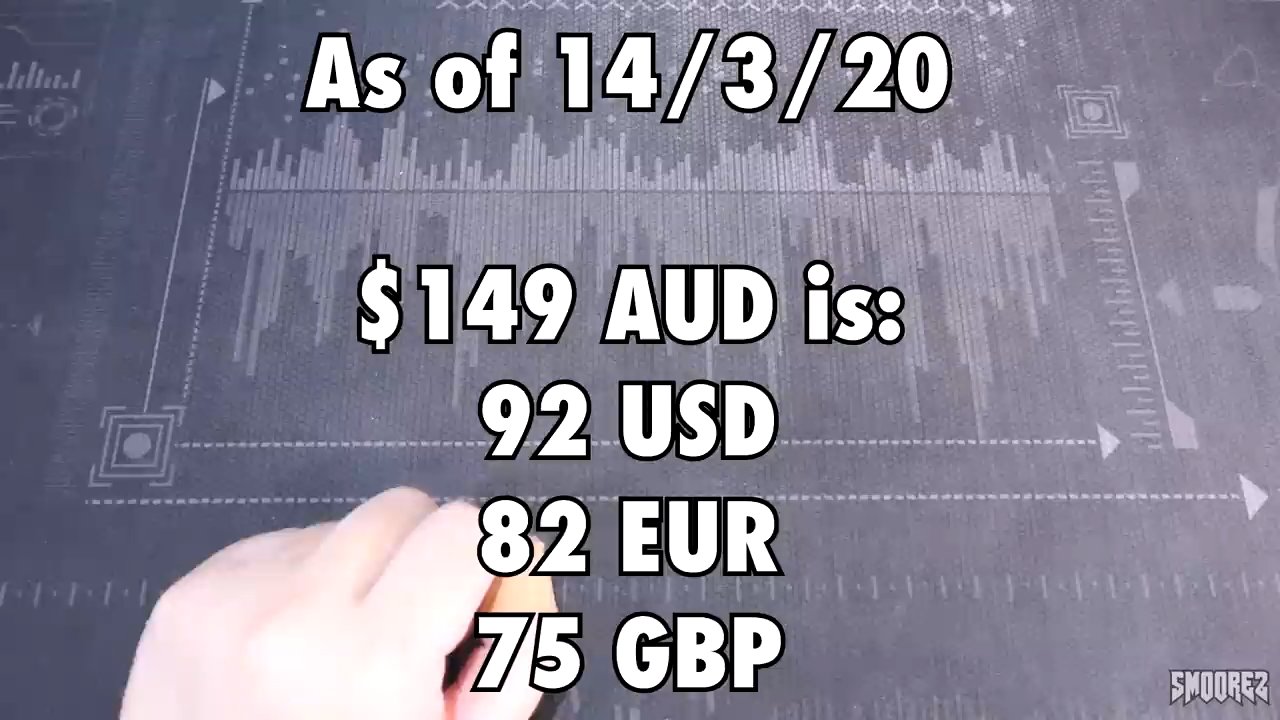 As of 14/3/20
$149 AUD is:
92 USD
82 EUR
75 GBP
SMOOREZ